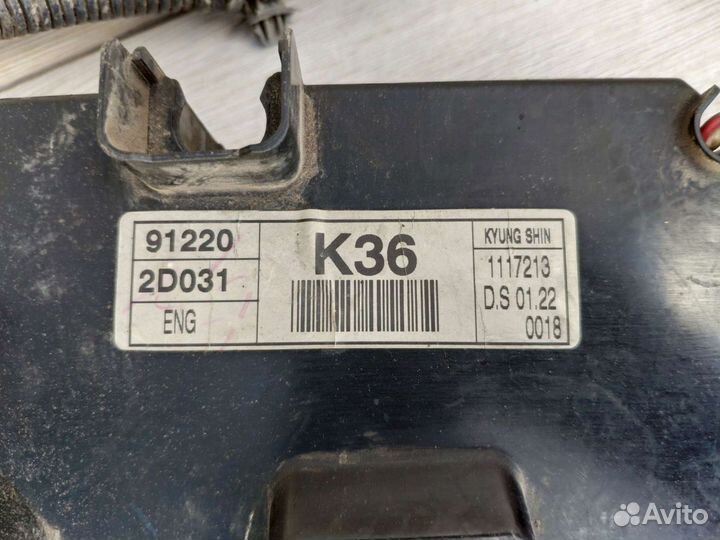 91220
2D031
ENG
K36
KYUNG SHIN
1117213
D.S 01.22
0018
Avito